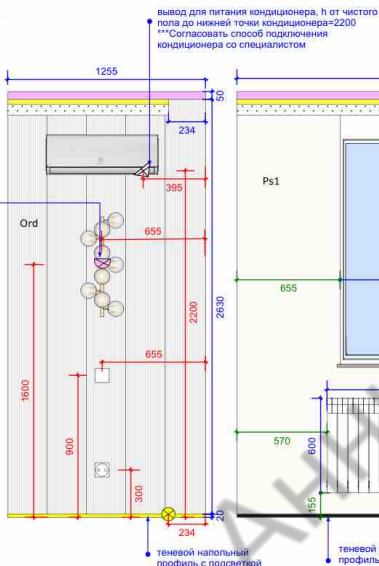 вывод для питания кондиционера, h от чистого
пола до нижней точки кондиционера=2200
***Согласовать способ подключения
кондиционера со специалистом
1255
50
234
395
Ord
Ps1
655
655
2200
2630
655
1600
900
570
600
300
155
20
234
теневой напольный
профиль с подсветкой
теневой